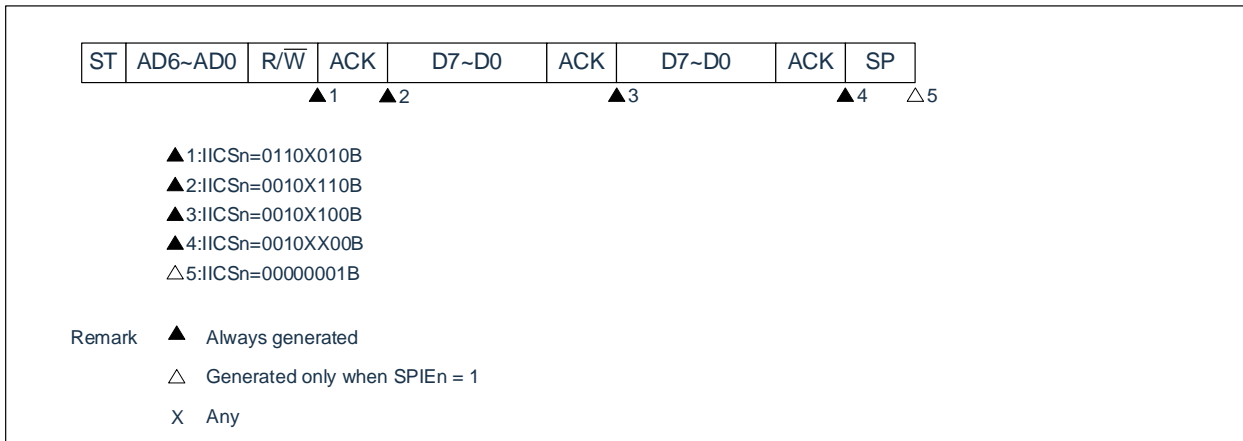 ST AD6~AD0 R/W̅ ACK D7~D0 ACK D7~D0 ACK SP
▲1 ▲2 ▲3 ▲4 △5
▲1:IICSn=0110X010B
▲2:IICSn=0010X110B
▲3:IICSn=0010X100B
▲4:IICSn=0010XX00B
△5:IICSn=00000001B
Remark ▲ Always generated
△ Generated only when SPIEn = 1
X Any